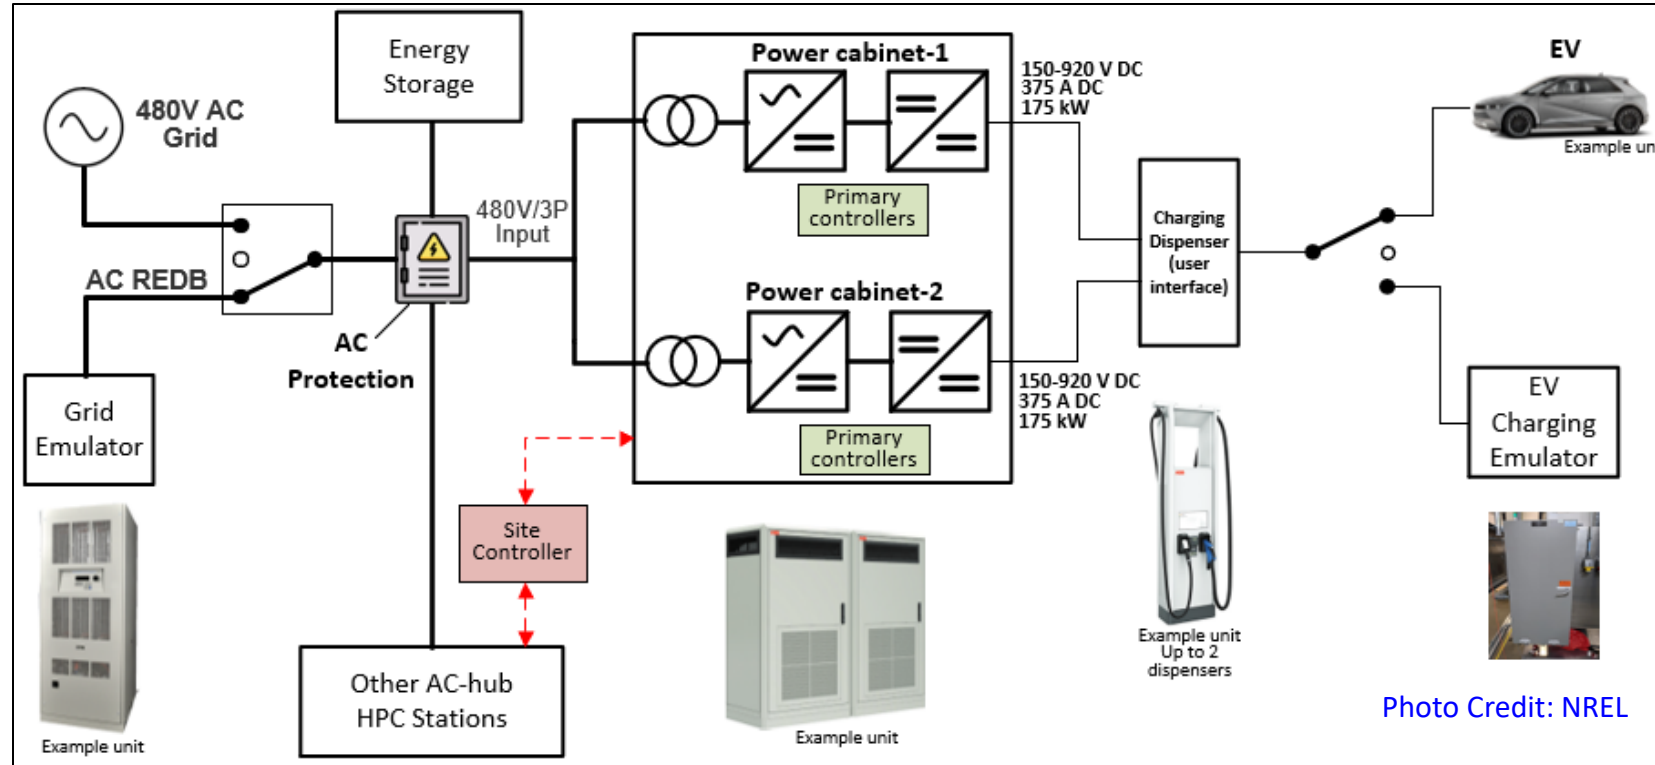 480V AC
Grid
AC REDB
Grid
Emulator
Example unit
Energy
Storage
480V/3P
Input
AC
Protection
Site
Controller
Other AC-hub
HPC Stations
Power cabinet-1
Primary
controllers
150-920 V DC
375 A DC
175 kW
Power cabinet-2
Primary
controllers
150-920 V DC
375 A DC
175 kW
Example unit
Charging
Dispenser
(user
interface)
Example unit
Up to 2
dispensers
EV
Example un
EV
Charging
Emulator
Photo Credit: NREL